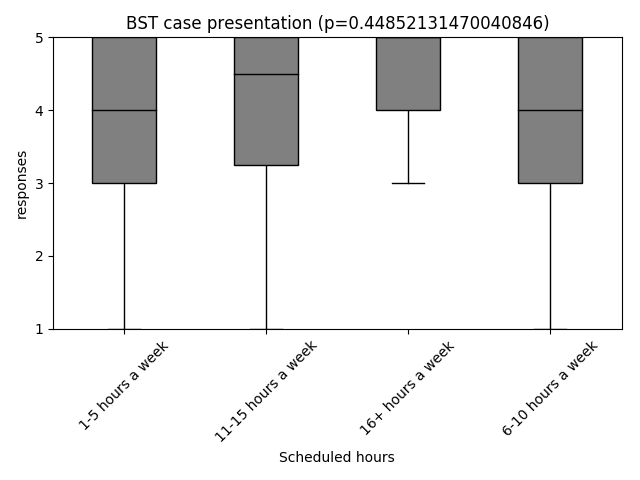 BST case presentation (p=0.44852131470040846)
5
4
3
2
1
responses
1-5 hours a week
11-15 hours a week
16+ hours a week
6-10 hours a week
Scheduled hours